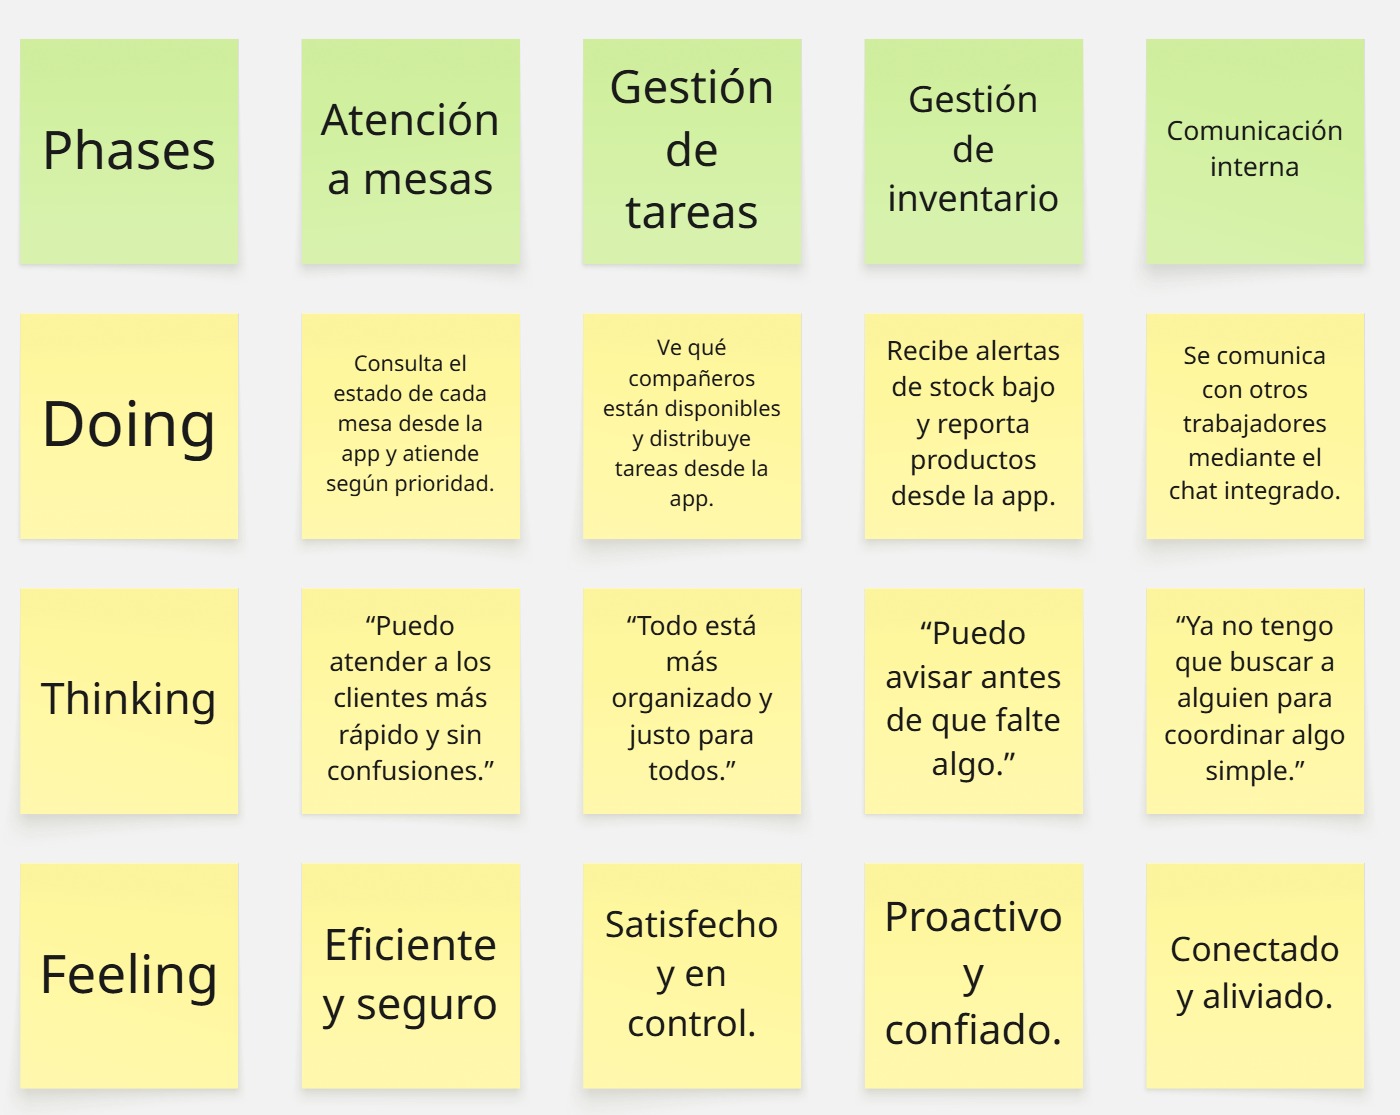 Phases
Atención
a mesas
Gestión
de
tareas
Gestión
de
inventario
Comunicación
interna
Doing
Consulta el
estado de cada
mesa desde la
app y atiende
según prioridad.
Ve qué
compañeros
están disponibles
y distribuye
tareas desde la
app.
Recibe alertas
de stock bajo
y reporta
productos
desde la app.
Se comunica
con otros
trabajadores
mediante el
chat integrado.
Thinking
“Puedo
atender a los
clientes más
rápido y sin
confusiones.”
“Todo está
más
organizado y
justo para
todos.”
“Puedo
avisar antes
de que falte
algo.”
“Ya no tengo
que buscar a
alguien para
coordinar algo
simple.”
Feeling
Eficiente
y seguro
Satisfecho
y en
control.
Proactivo
y
confiado.
Conectado
y aliviado.